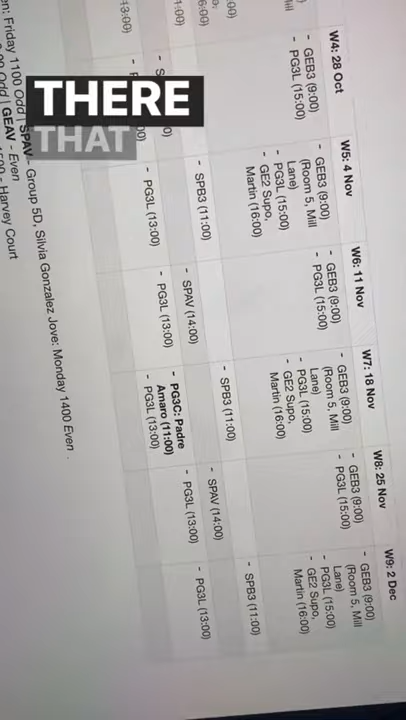 THERE
THAT
W4: 28 Oct
- GEB3 (9:00)
- PG3L (15:00)
W5: 4 Nov
- GEB3 (9:00)
(Room 5, Mill
Lane)
- PG3L (15:00)
- GE2 Supo,
Martin (16:00)
- SPB3 (11:00)
- PG3L (13:00)
W6: 11 Nov
- GEB3 (9:00)
- PG3L (15:00)
- SPAV (14:00)
- PG3L (13:00)
W7: 18 Nov
- GEB3 (9:00)
(Room 5, Mill
Lane)
- PG3L (15:00)
- GE2 Supo,
Martin (16:00)
- SPB3 (11:00)
- PG3C: Padre
Amaro (11:00)
- PG3L (13:00)
W8: 25 Nov
- GEB3 (9:00)
- PG3L (15:00)
- SPAV (14:00)
- PG3L (13:00)
W9: 2 Dec
- GEB3 (9:00)
(Room 5, Mill
Lane)
- PG3L (15:00)
- GE2 Supo,
Martin (16:00)
- SPB3 (11:00)
- PG3L (13:00)
Friday 1100 Odd | SPAV - Group 5D, Silvia Gonzalez Jove: Monday 1400 Even
Odd | GEAV - Even
- Harvey Court